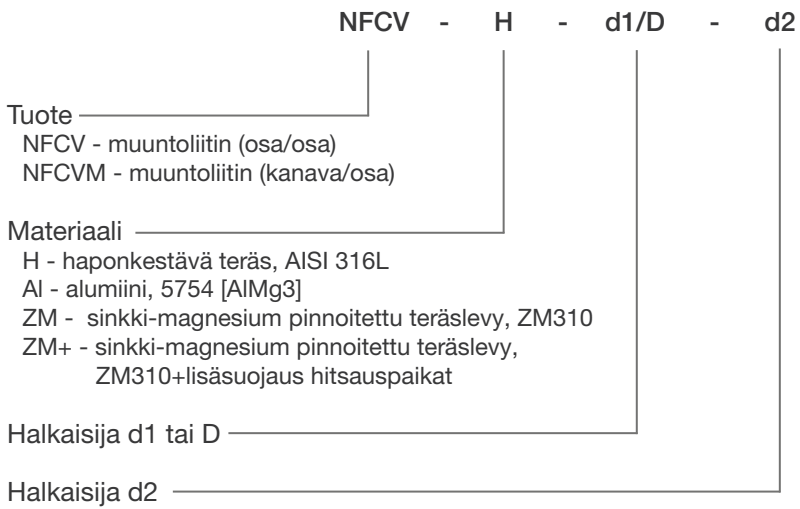 NFCV - H - d1/D - d2
Tuote
NFCV - muuntoliitin (osa/osa)
NFCVM - muuntoliitin (kanava/osa)
Materiaali
H - haponkestävä teräs, AISI 316L
Al - alumiini, 5754 [AlMg3]
ZM - sinkki-magnesium pinnoitettu teräslevy, ZM310
ZM+ - sinkki-magnesium pinnoitettu teräslevy,
ZM310+lisäsuojaus hitsauspaikat
Halkaisija d1 tai D
Halkaisija d2